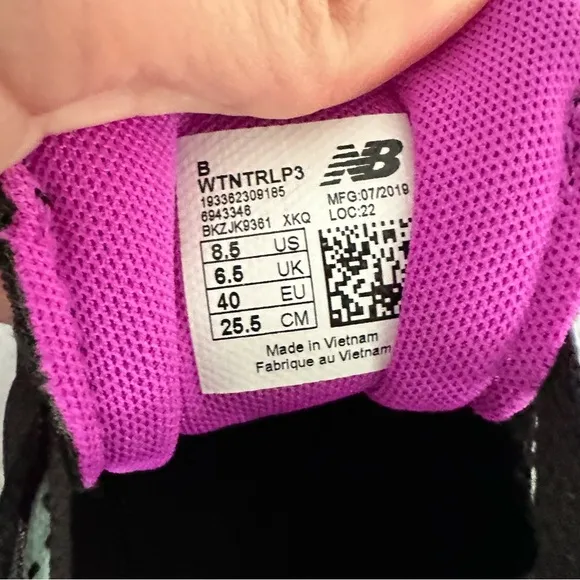 B
WTNTRLP3
NB
193362309185
MFG:07/2019
6943346
LOC:22
BKZJK9361 XKQ
8.5 US
6.5 UK
40 EU
25.5 CM
Made in Vietnam
Fabrique au Vietnam